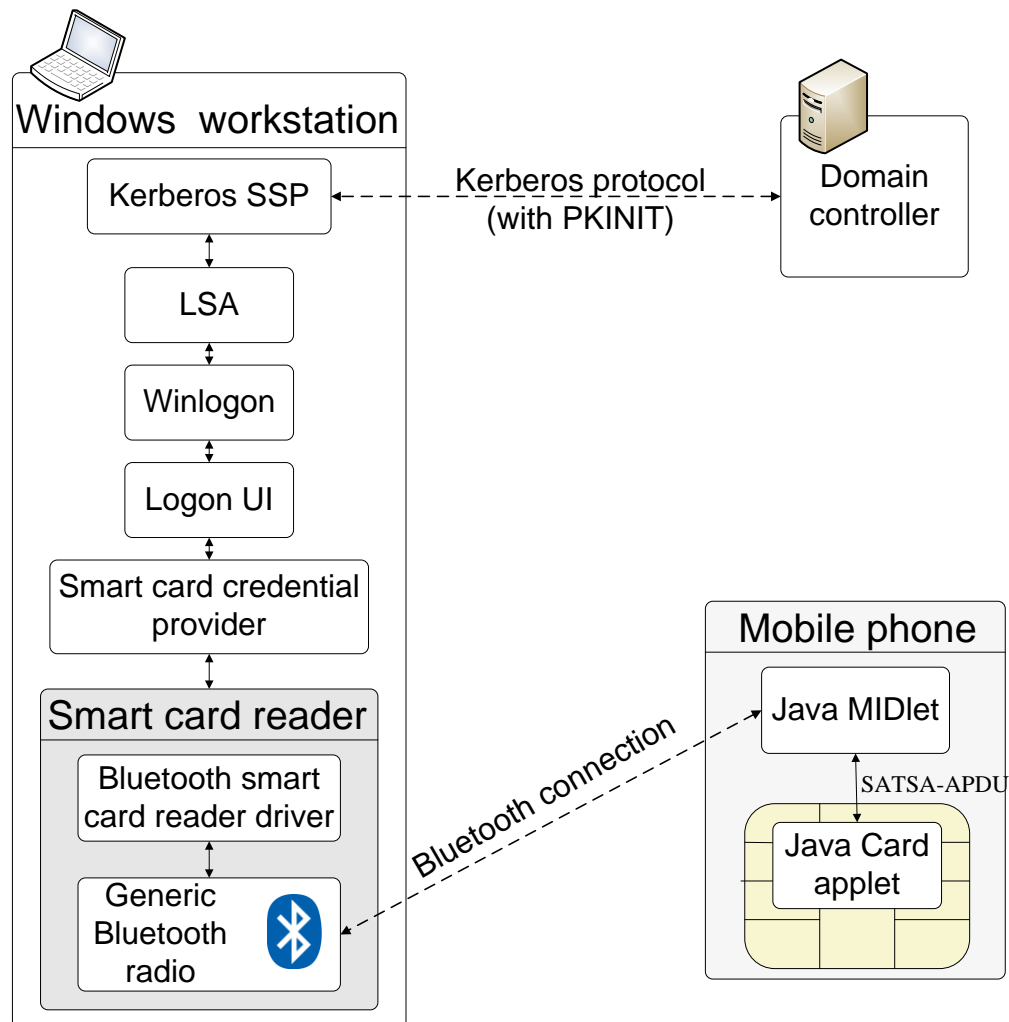 Windows workstation
Kerberos SSP
Kerberos protocol
(with PKINIT)
Domain
controller
LSA
Winlogon
Logon UI
Smart card credential
provider
Smart card reader
Bluetooth smart
card reader driver
Generic
Bluetooth
radio
Bluetooth connection
Mobile phone
Java MIDlet
SATSA-APDU
Java Card
applet